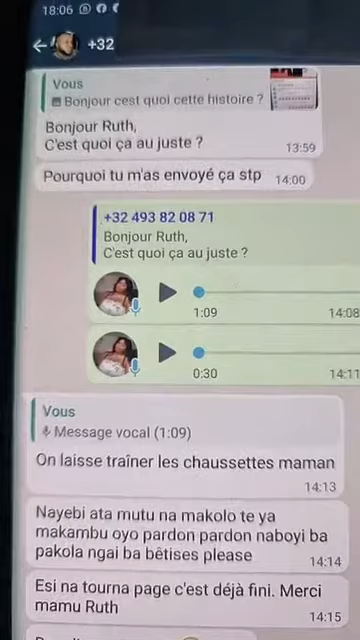 18:06
+32
Vous
Bonjour cest quoi cette histoire ?
Bonjour Ruth,
C'est quoi ça au juste ?
13:59
Pourquoi tu m'as envoyé ça stp
14:00
+32 493 82 08 71
Bonjour Ruth,
C'est quoi ça au juste ?
1:09
14:08
0:30
14:11
Vous
Message vocal (1:09)
On laisse traîner les chaussettes maman
14:13
Nayebi ata mutu na makolo te ya
makambu oyo pardon pardon naboyi ba
pakola ngai ba bêtises please
14:14
Esi na tourna page c'est déjà fini. Merci
mamu Ruth
14:15